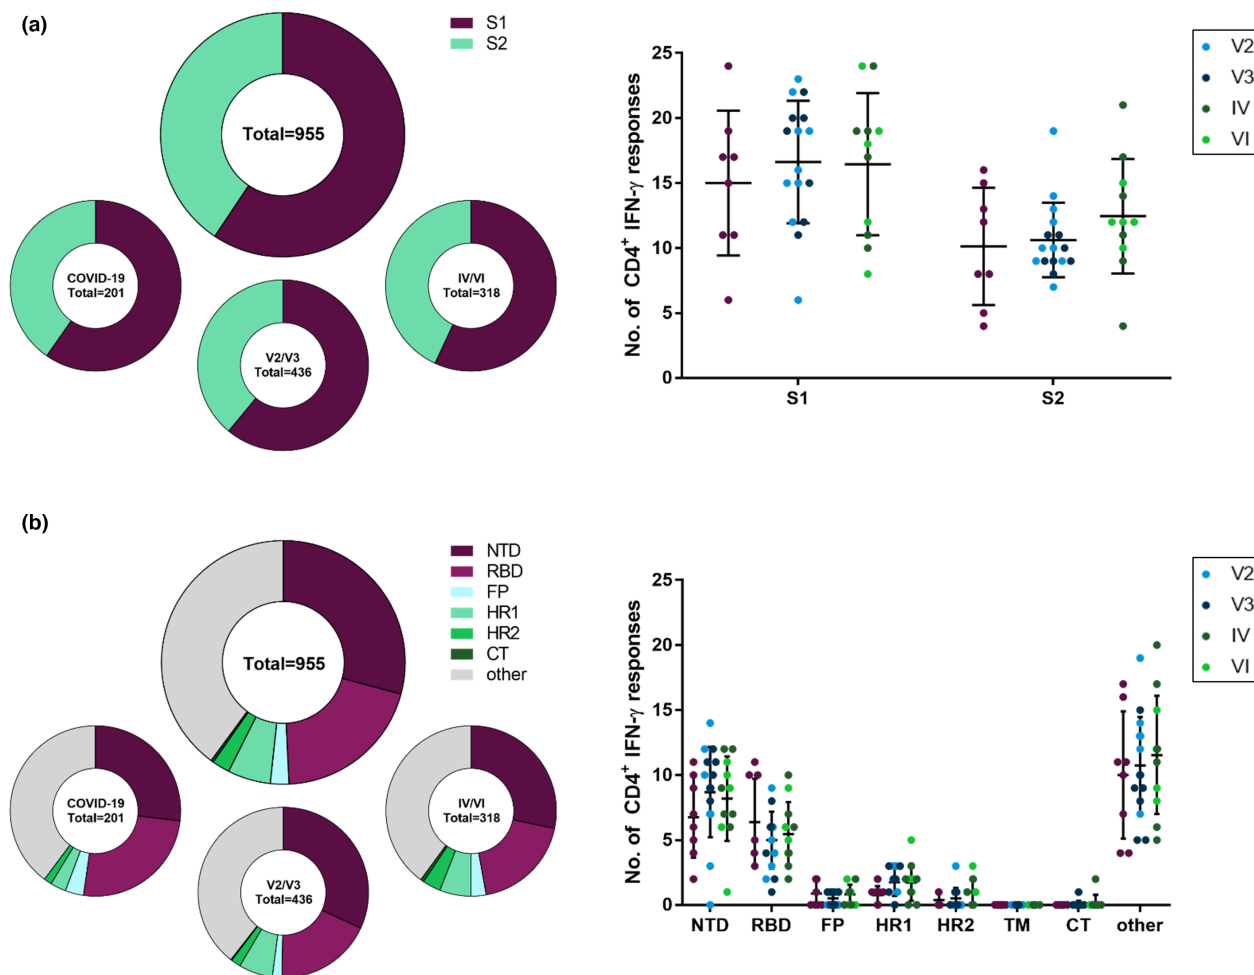 (a)
S1
S2
Total=955
COVID-19
Total=201
IV/VI
Total=318
V2/V3
Total=436
No. of CD4+ IFN-γ responses
25
20
15
10
5
0
S1
S2
V2
V3
IV
VI
(b)
NTD
RBD
FP
HR1
HR2
CT
other
Total=955
COVID-19
Total=201
IV/VI
Total=318
V2/V3
Total=436
No. of CD4+ IFN-γ responses
25
20
15
10
5
0
NTD RBD FP HR1 HR2 TM CT other
V2
V3
IV
VI